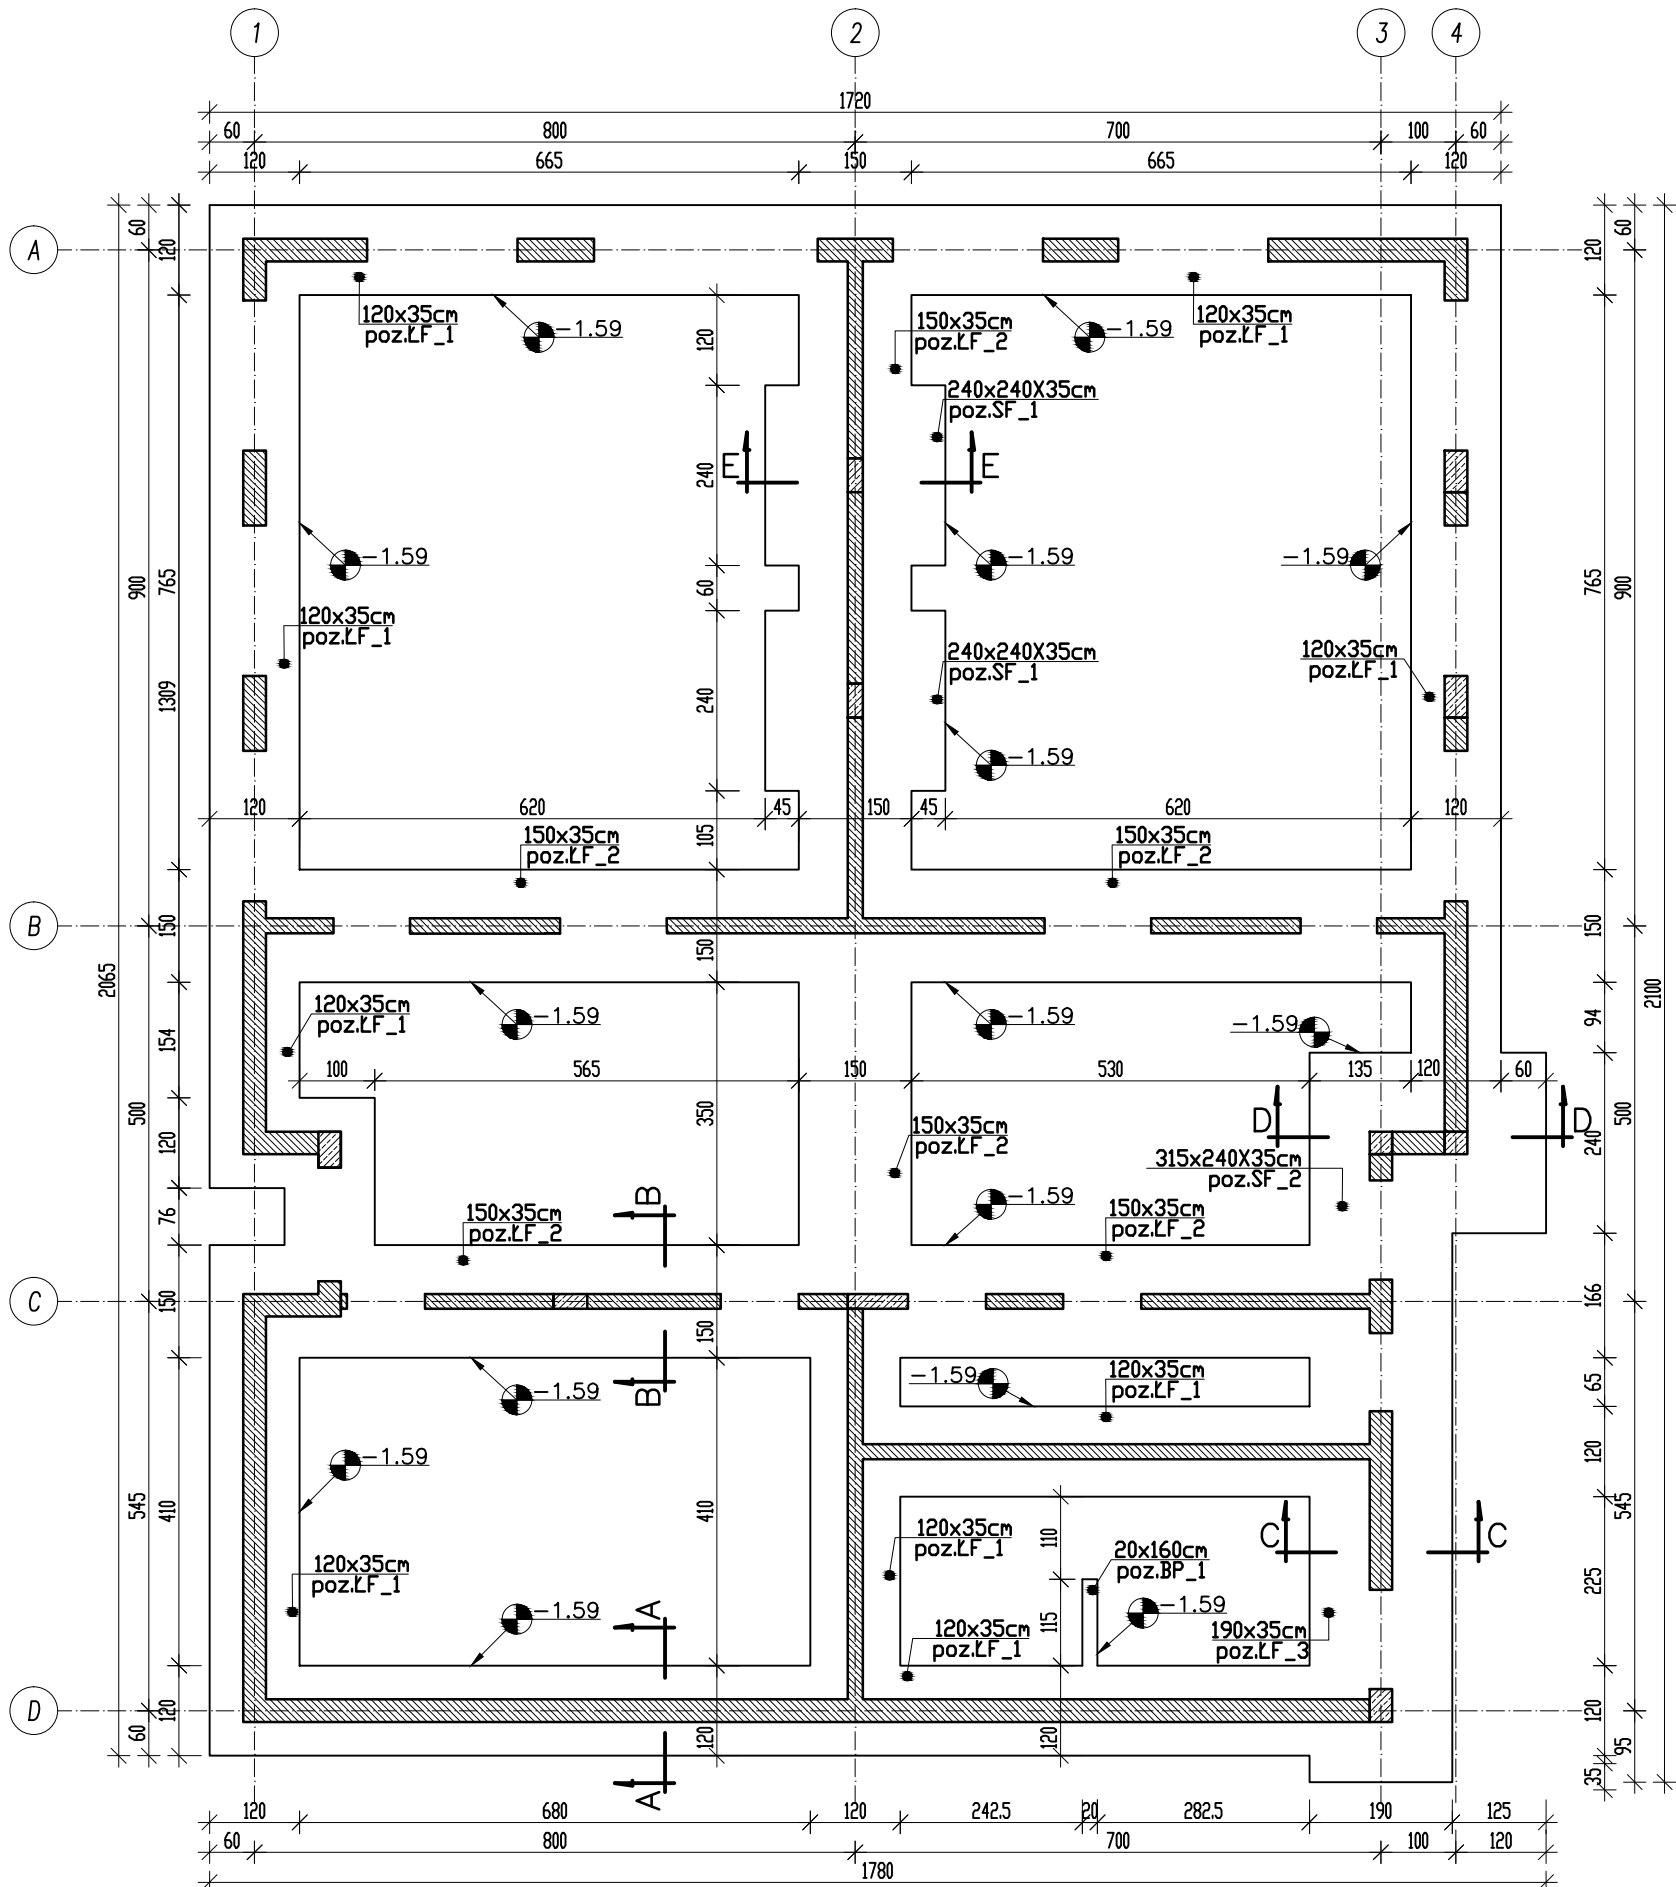 1 2 3 4
1720
60 800 700 100 60
120 665 150 665 120
A
60
120
120
60
120x35cm
poz.ŁF_1
-1.59
120
150x35cm
poz.ŁF_2
-1.59
120x35cm
poz.ŁF_1
240x240X35cm
poz.SF_1
E
240
E
-1.59
-1.59
-1.59
900
765
60
765
900
120x35cm
poz.ŁF_1
240x240X35cm
poz.SF_1
120x35cm
poz.ŁF_1
1309
240
-1.59
120 620 45 150 45 620 120
105
150x35cm
poz.ŁF_2
150x35cm
poz.ŁF_2
B
150
150
150
2065
2100
120x35cm
poz.ŁF_1
-1.59
-1.59
-1.59
154
94
100 565 150 530 135 120 60
500
120
350
150x35cm
poz.ŁF_2
D
D
240
500
315x240X35cm
poz.SF_2
76
150x35cm
poz.ŁF_2
B
-1.59
150x35cm
poz.ŁF_2
C
150
150
166
B
-1.59
-1.59
120x35cm
poz.ŁF_1
65
-1.59
120
545
410
410
545
120x35cm
poz.ŁF_1
110
20x160cm
poz.BP_1
C
C
120x35cm
poz.ŁF_1
-1.59
A
115
-1.59
225
120x35cm
poz.ŁF_1
190x35cm
poz.ŁF_3
D
120
60
120
120
120
95
35
A
120 680 120 242.5 20 282.5 190 125
60 800 700 100 120
1780